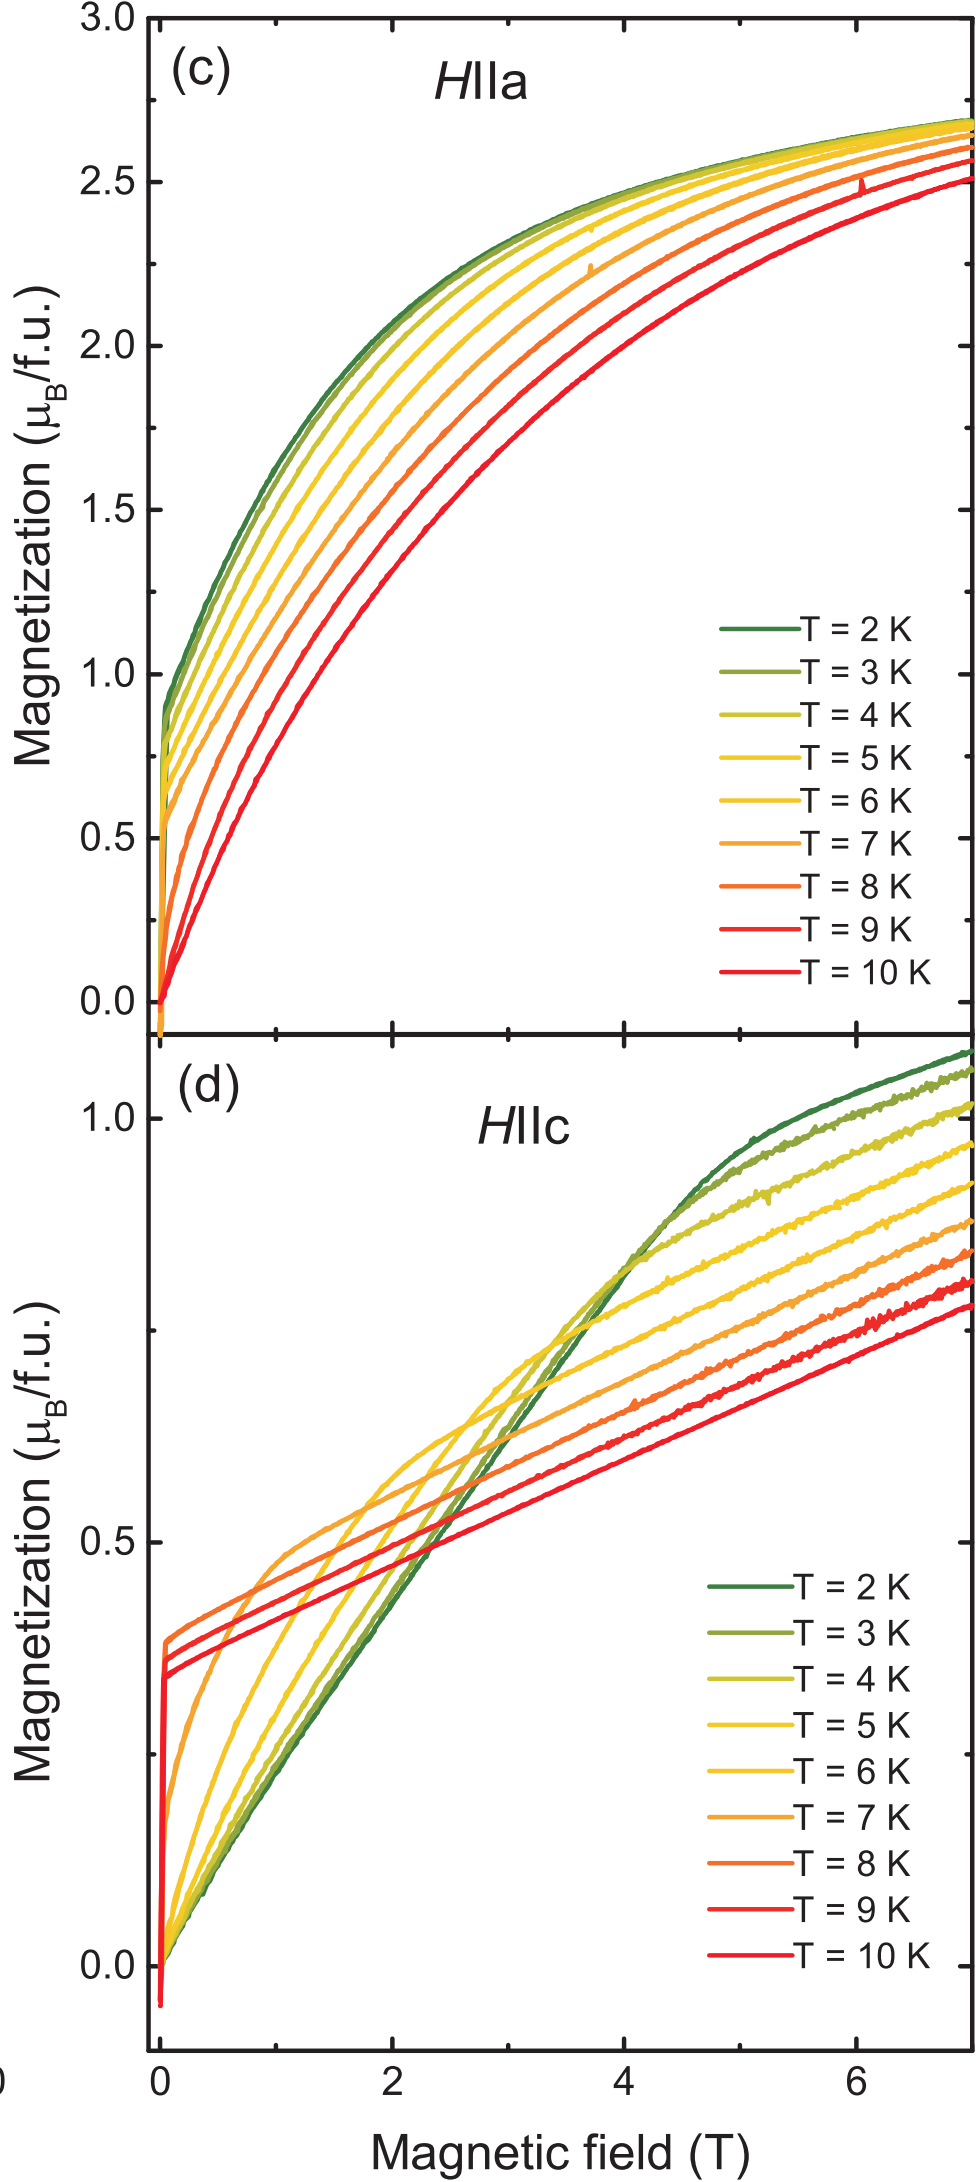 3.0
(c)
HIIa
2.5
2.0
1.5
1.0
0.5
0.0
Magnetization (μB/f.u.)
T = 2 K
T = 3 K
T = 4 K
T = 5 K
T = 6 K
T = 7 K
T = 8 K
T = 9 K
T = 10 K
(d)
HIIc
1.0
0.5
0.0
Magnetization (μB/f.u.)
T = 2 K
T = 3 K
T = 4 K
T = 5 K
T = 6 K
T = 7 K
T = 8 K
T = 9 K
T = 10 K
0 2 4 6
Magnetic field (T)